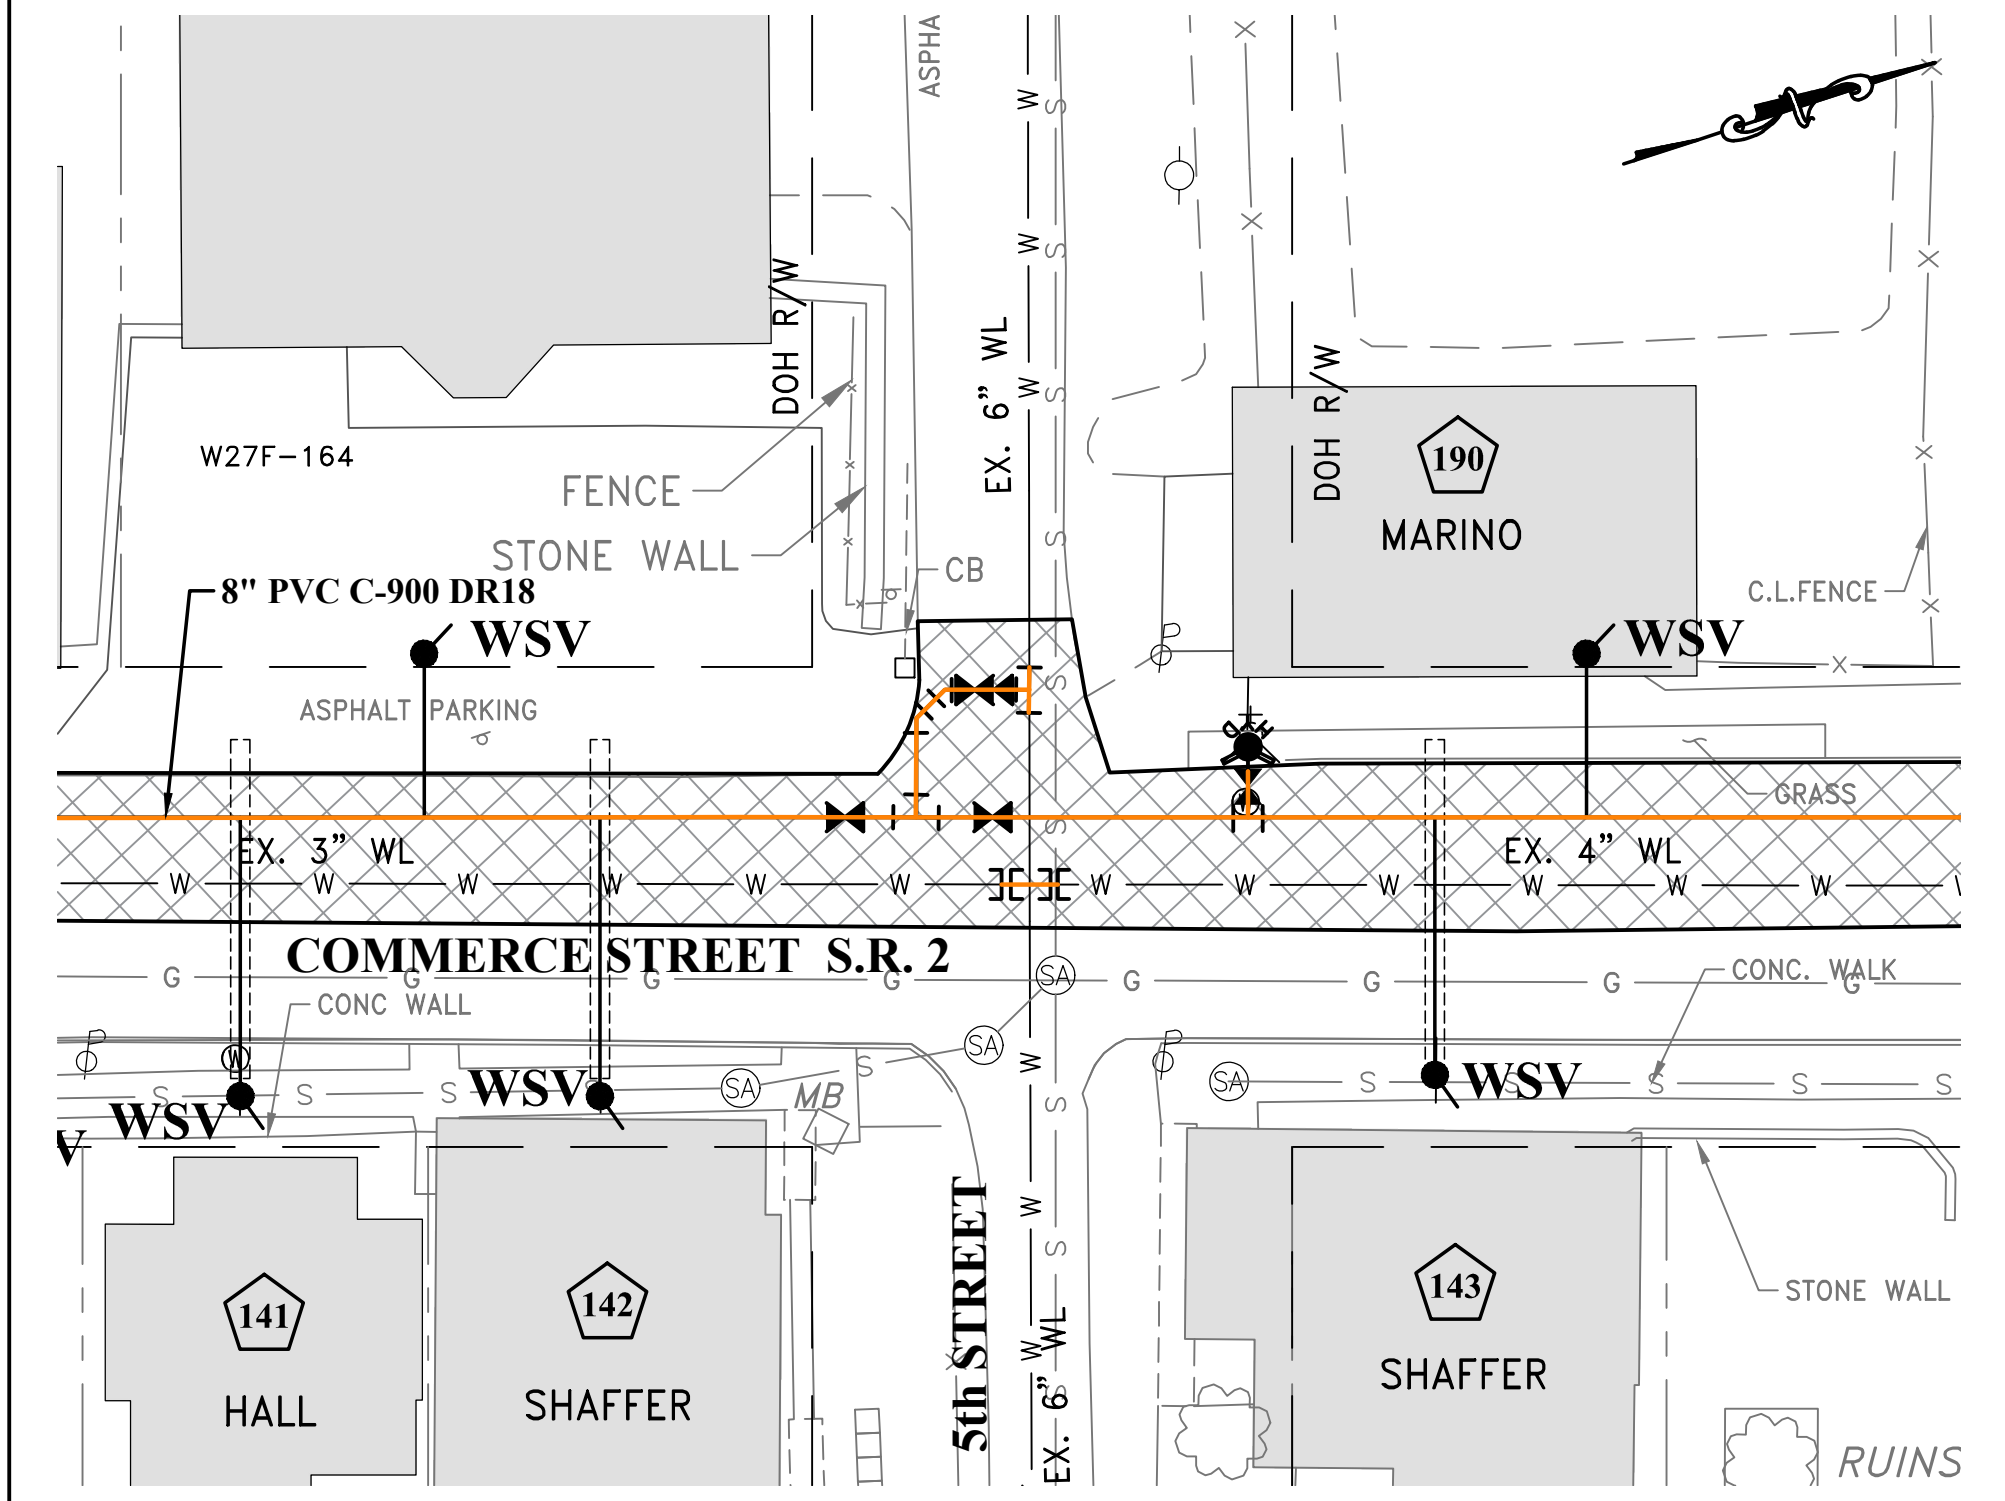 ASPHA
W
S
W
S
DOH R/W
EX. 6" WL
W
S
DOH R/W
190
MARINO
W27F-164
FENCE
STONE WALL
S
CB
C.L.FENCE
8" PVC C-900 DR18
WSV
WSV
P
ASPHALT PARKING
S
GRASS
S
EX. 3" WL
EX. 4" WL
W W W W W W W W W W W W
COMMERCE STREET S.R. 2
G G G G G G G G
SA
CONC. WALK
CONC WALL
P
W
SA
W
P
S S S S
SA
S
SA
S S S S S
MB
WSV
WSV
WSV
V
S
W
S
5th STREET
141
HALL
142
SHAFFER
W
EX. 6" WL
S
143
SHAFFER
STONE WALL
RUINS